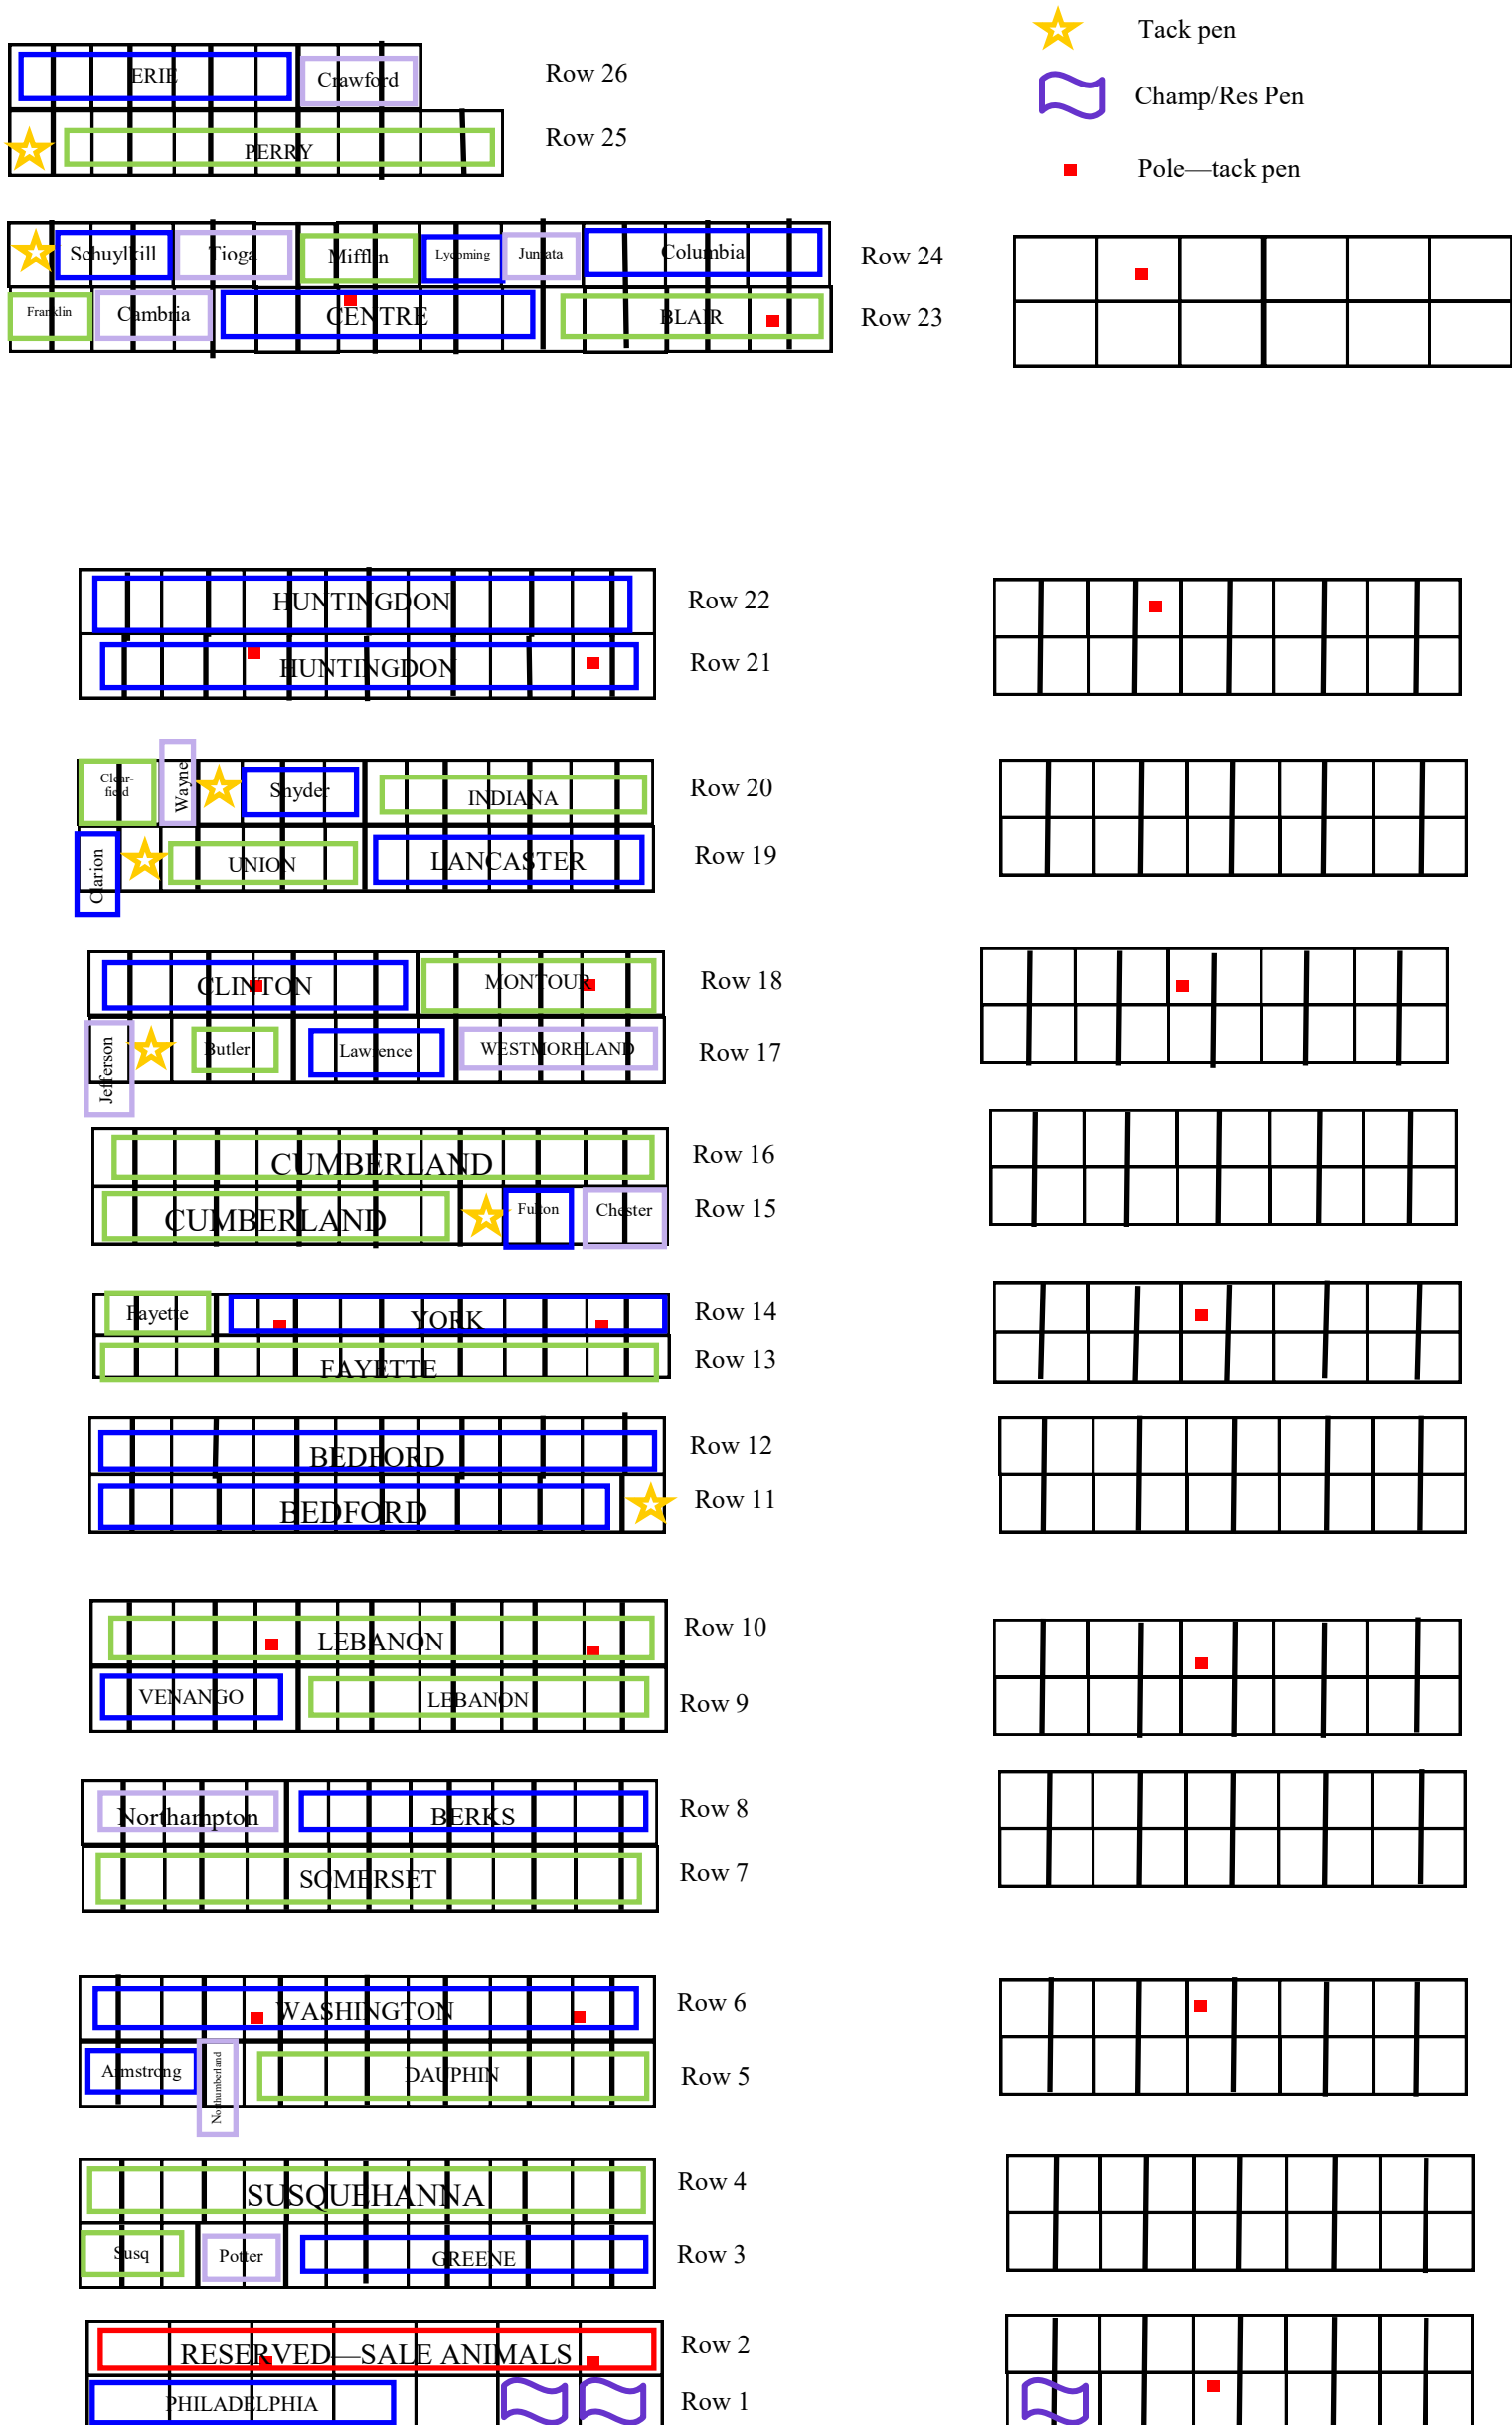 Tack pen
Champ/Res Pen
Pole—tack pen
ERIE
Crawford
Row 26
PERRY
Row 25
Schuylkill
Tioga
Mifflin
Lycoming
Juniata
Columbia
Row 24
Franklin
Cambria
CENTRE
BLAIR
Row 23
HUNTINGDON
Row 22
HUNTINGDON
Row 21
Clear-
field
Wayne
Snyder
INDIANA
Row 20
Clarion
UNION
LANCASTER
Row 19
CLINTON
MONTOUR
Row 18
Jefferson
Butler
Lawrence
WESTMORELAND
Row 17
CUMBERLAND
Row 16
CUMBERLAND
Fulton
Chester
Row 15
Fayette
YORK
Row 14
FAYETTE
Row 13
BEDFORD
Row 12
BEDFORD
Row 11
LEBANON
Row 10
VENANGO
LEBANON
Row 9
Northampton
BERKS
Row 8
SOMERSET
Row 7
WASHINGTON
Row 6
Armstrong
Northumberland
DAUPHIN
Row 5
SUSQUEHANNA
Row 4
Susq
Potter
GREENE
Row 3
RESERVED—SALE ANIMALS
Row 2
PHILADELPHIA
Row 1